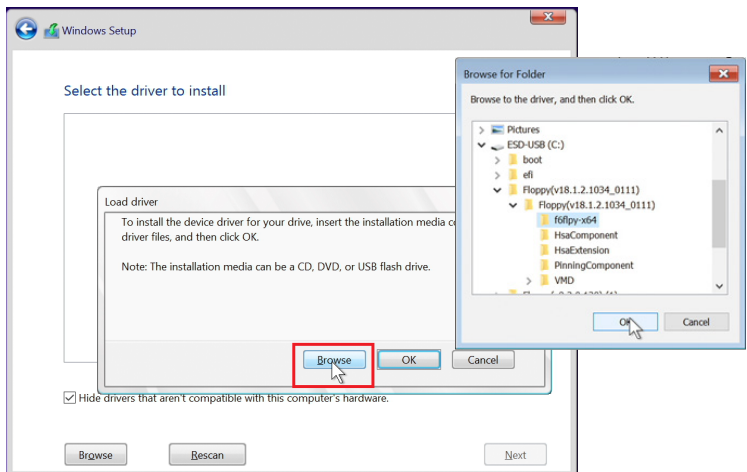 Windows Setup
Select the driver to install
Load driver
To install the device driver for your drive, insert the installation media
driver files, and then click OK.
Note: The installation media can be a CD, DVD, or USB flash drive.
Browse
OK
Cancel
Hide drivers that aren't compatible with this computer's hardware.
Browse
Rescan
Next
Browse for Folder
Browse to the driver, and then click OK.
Pictures
ESD-USB (C:)
boot
efi
Floppy(v18.1.2.1034_0111)
Floppy(v18.1.2.1034_0111)
f6flpy-x64
HsaComponent
HsaExtension
PinningComponent
VMD
OK
Cancel